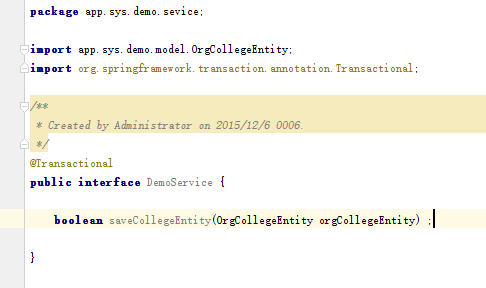 package app.sys.demo.sevice;
import app.sys.demo.model.OrgCollegeEntity;
import org.springframework.transaction.annotation.Transactional;
/**
* Created by Administrator on 2015/12/6 0006.
*/
@Transactional
public interface DemoService {
boolean saveCollegeEntity(OrgCollegeEntity orgCollegeEntity) ;
}